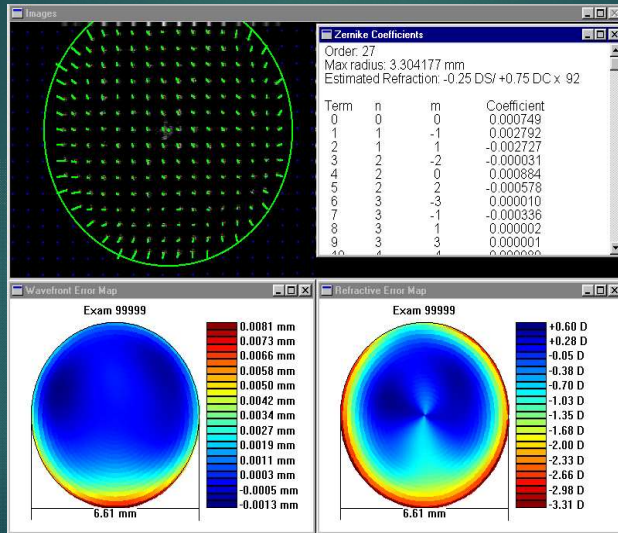 Images
Zernike Coefficients
Order: 27
Max radius: 3.304177 mm
Estimated Refraction: -0.25 DS/ +0.75 DC x 92
Term n m Coefficient
0 0 0 0.000749
1 1 -1 0.002792
2 1 1 -0.002727
3 2 -2 -0.000031
4 2 0 0.000884
5 2 2 -0.000578
6 3 -3 0.000010
7 3 -1 -0.000336
8 3 1 0.000002
9 3 3 0.000001
Wavefront Error Map
Exam 99999
0.0081 mm
0.0073 mm
0.0066 mm
0.0058 mm
0.0050 mm
0.0042 mm
0.0034 mm
0.0027 mm
0.0019 mm
0.0011 mm
0.0003 mm
-0.0005 mm
-0.0013 mm
6.61 mm
Refractive Error Map
Exam 99999
+0.60 D
+0.28 D
-0.05 D
-0.38 D
-0.70 D
-1.03 D
-1.35 D
-1.68 D
-2.00 D
-2.33 D
-2.66 D
-2.98 D
-3.31 D
6.61 mm